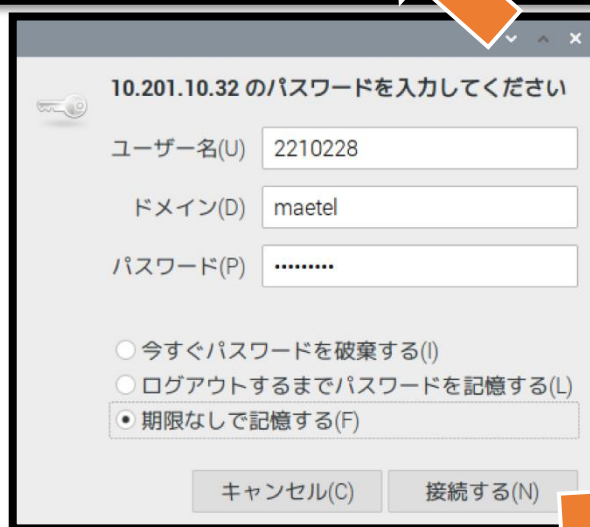 10.201.10.32 のパスワードを入力してください
ユーザー名(U) 2210228
ドメイン(D) maetel
パスワード(P) •••••••••
今すぐパスワードを破棄する(I)
ログアウトするまでパスワードを記憶する(L)
期限なしで記憶する(F)
キャンセル(C) 接続する(N)